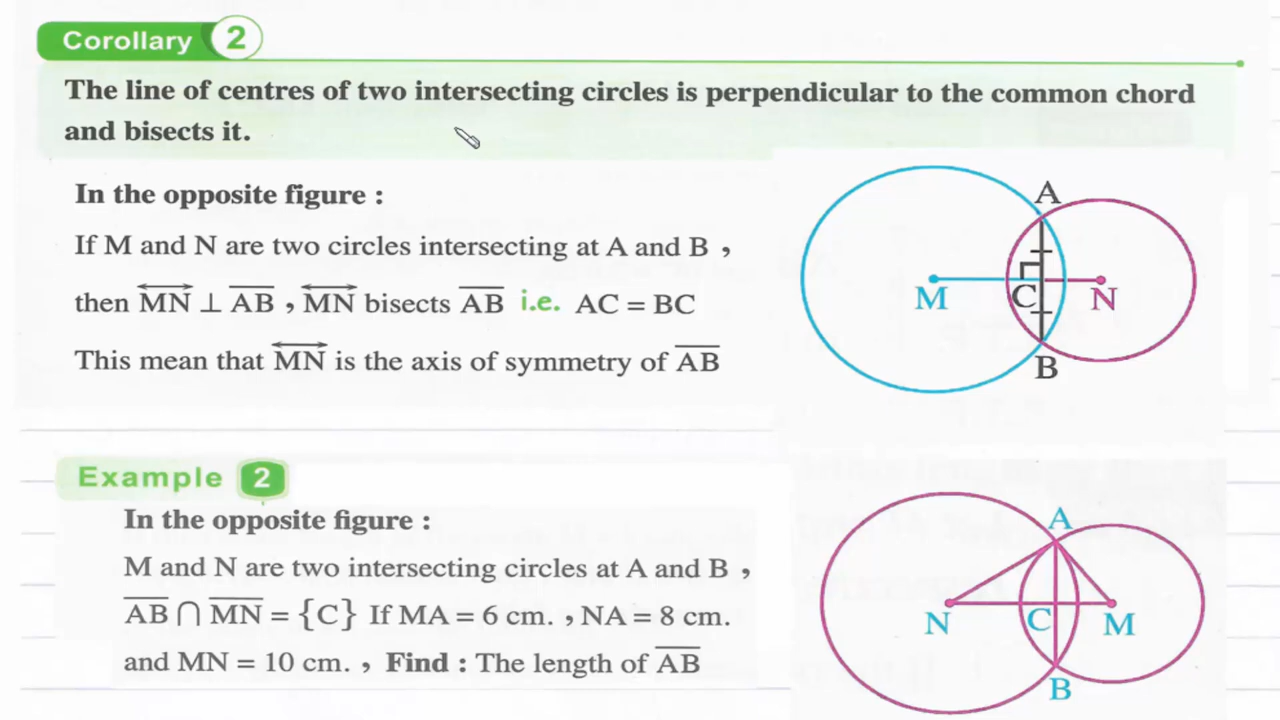 Corollary 2
The line of centres of two intersecting circles is perpendicular to the common chord
and bisects it.
In the opposite figure :
If M and N are two circles intersecting at A and B ,
then MN ⊥ AB , MN bisects AB i.e. AC = BC
This mean that MN is the axis of symmetry of AB
A
M
C
N
B
Example 2
In the opposite figure :
M and N are two intersecting circles at A and B ,
AB ⋂ MN = {C} If MA = 6 cm. , NA = 8 cm.
and MN = 10 cm. , Find : The length of AB
A
N
C
M
B